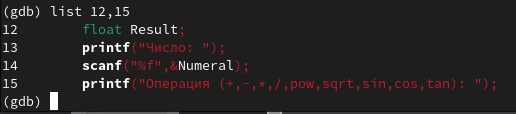 (gdb) list 12,15
12 float Result;
13 printf("Число: ");
14 scanf("%f",&Numeral);
15 printf("Операция (+,-,*,/,pow,sqrt,sin,cos,tan): ");
(gdb)